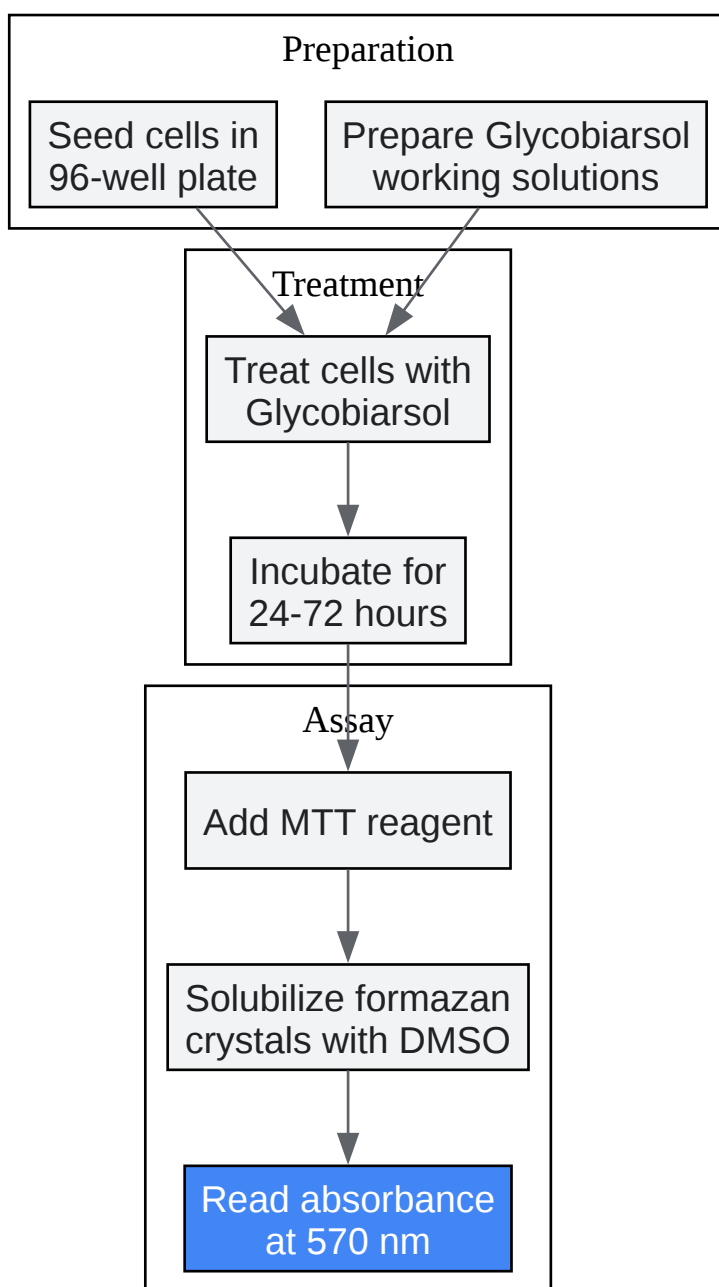 Preparation
Seed cells in
96-well plate
Prepare Glycobiarsol
working solutions
Treatment
Treat cells with
Glycobiarsol
Incubate for
24-72 hours
Assay
Add MTT reagent
Solubilize formazan
crystals with DMSO
Read absorbance
at 570 nm